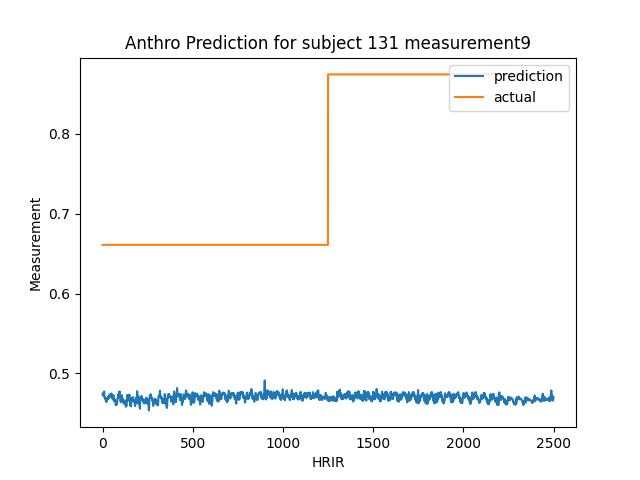 Anthro Prediction for subject 131 measurement9
prediction
actual
0.8
0.7
0.6
0.5
Measurement
0
500
1000
1500
2000
2500
HRIR